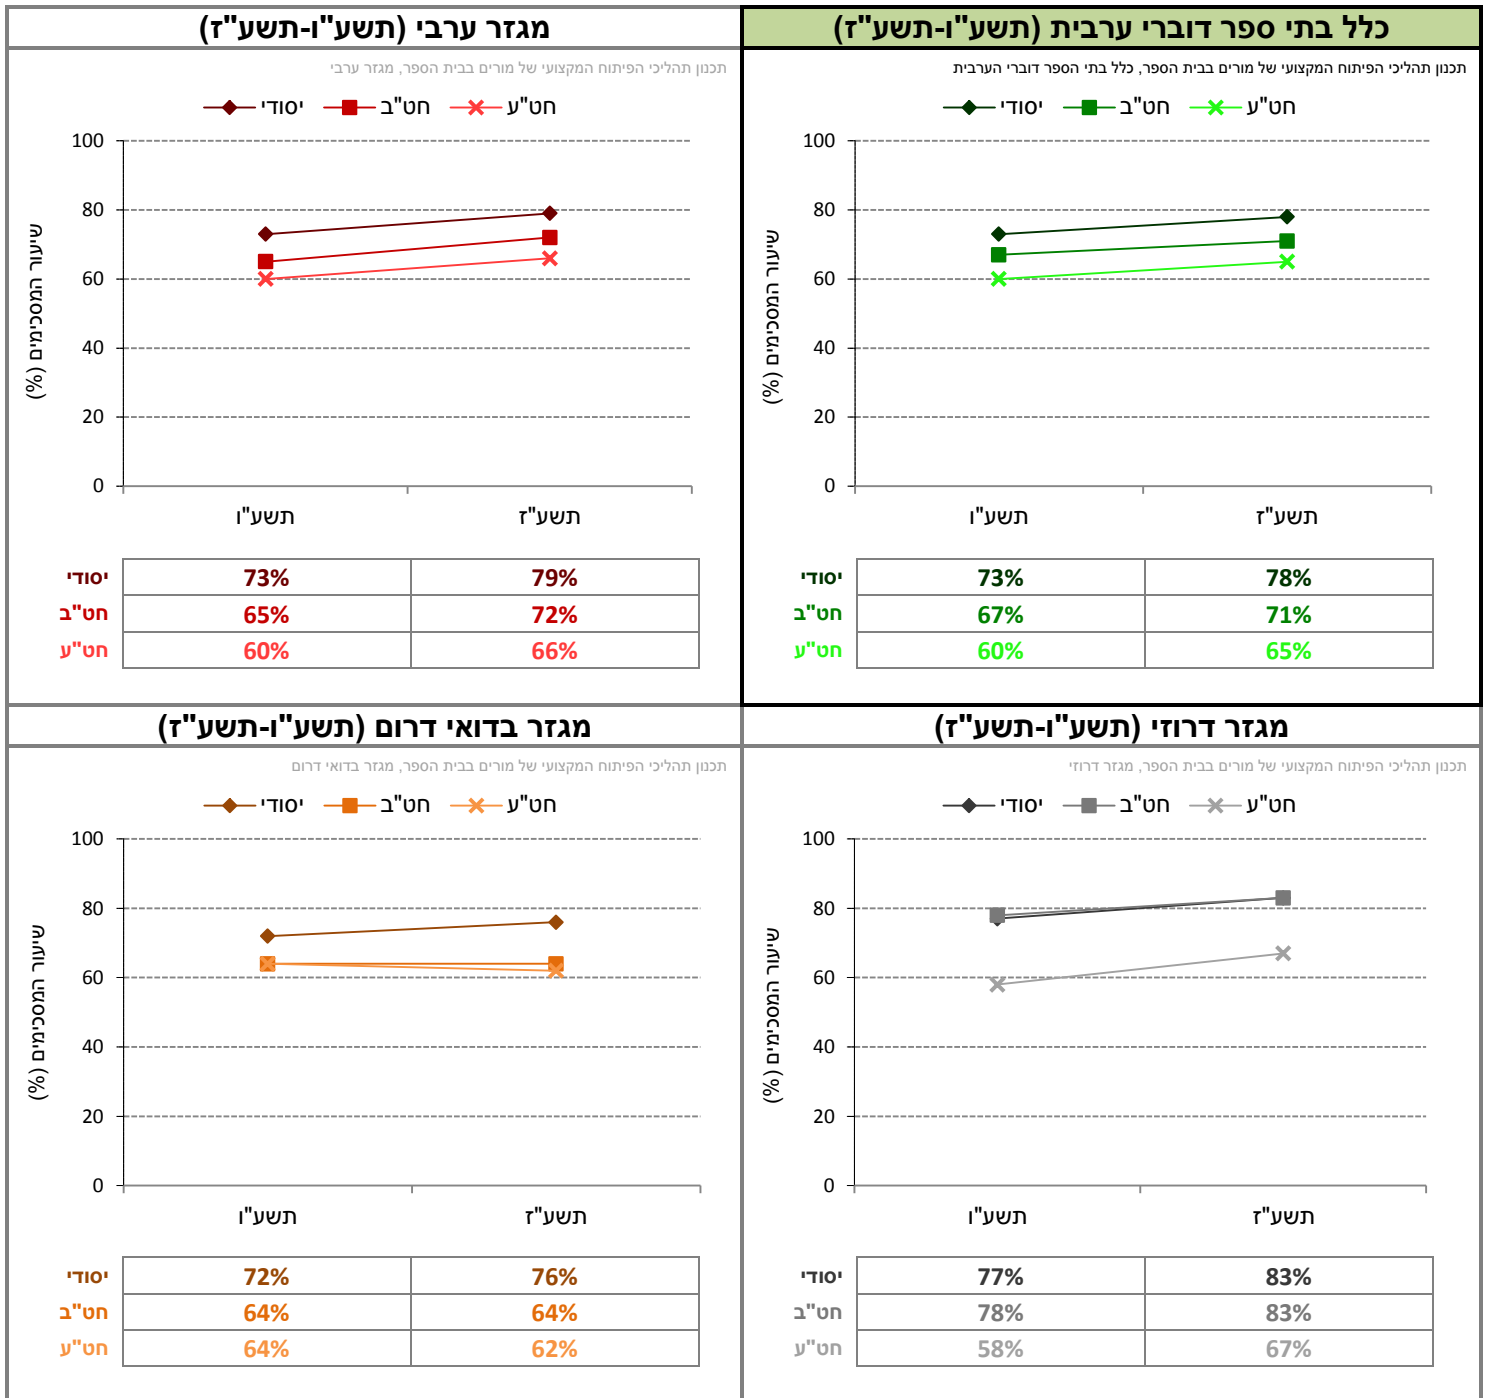 כלל בתי ספר דוברי ערבית (תשע"ו-תשע"ז)
תכנון תהליכי הפיתוח המקצועי של מורים בבית הספר, כלל בתי הספר דוברי הערבית
יסודי חט"ב חט"ע
שיעור המסכימים (%)
100
80
60
40
20
0
תשע"ו תשע"ז
יסודי 73% 78%
חט"ב 67% 71%
חט"ע 60% 65%
מגזר ערבי (תשע"ו-תשע"ז)
תכנון תהליכי הפיתוח המקצועי של מורים בבית הספר, מגזר ערבי
יסודי חט"ב חט"ע
שיעור המסכימים (%)
100
80
60
40
20
0
תשע"ו תשע"ז
יסודי 73% 79%
חט"ב 65% 72%
חט"ע 60% 66%
מגזר דרוזי (תשע"ו-תשע"ז)
תכנון תהליכי הפיתוח המקצועי של מורים בבית הספר, מגזר דרוזי
יסודי חט"ב חט"ע
שיעור המסכימים (%)
100
80
60
40
20
0
תשע"ו תשע"ז
יסודי 77% 83%
חט"ב 78% 83%
חט"ע 58% 67%
מגזר בדואי דרום (תשע"ו-תשע"ז)
תכנון תהליכי הפיתוח המקצועי של מורים בבית הספר, מגזר בדואי דרום
יסודי חט"ב חט"ע
שיעור המסכימים (%)
100
80
60
40
20
0
תשע"ו תשע"ז
יסודי 72% 76%
חט"ב 64% 64%
חט"ע 64% 62%